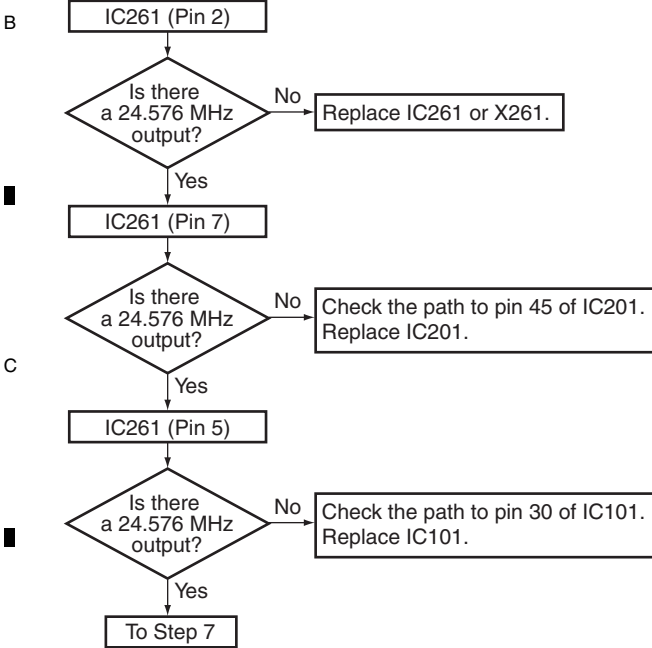 B
IC261 (Pin 2)
Is there
a 24.576 MHz
output?
No
Replace IC261 or X261.
Yes
IC261 (Pin 7)
Is there
a 24.576 MHz
output?
No
Check the path to pin 45 of IC201.
Replace IC201.
C
Yes
IC261 (Pin 5)
Is there
a 24.576 MHz
output?
No
Check the path to pin 30 of IC101.
Replace IC101.
Yes
To Step 7